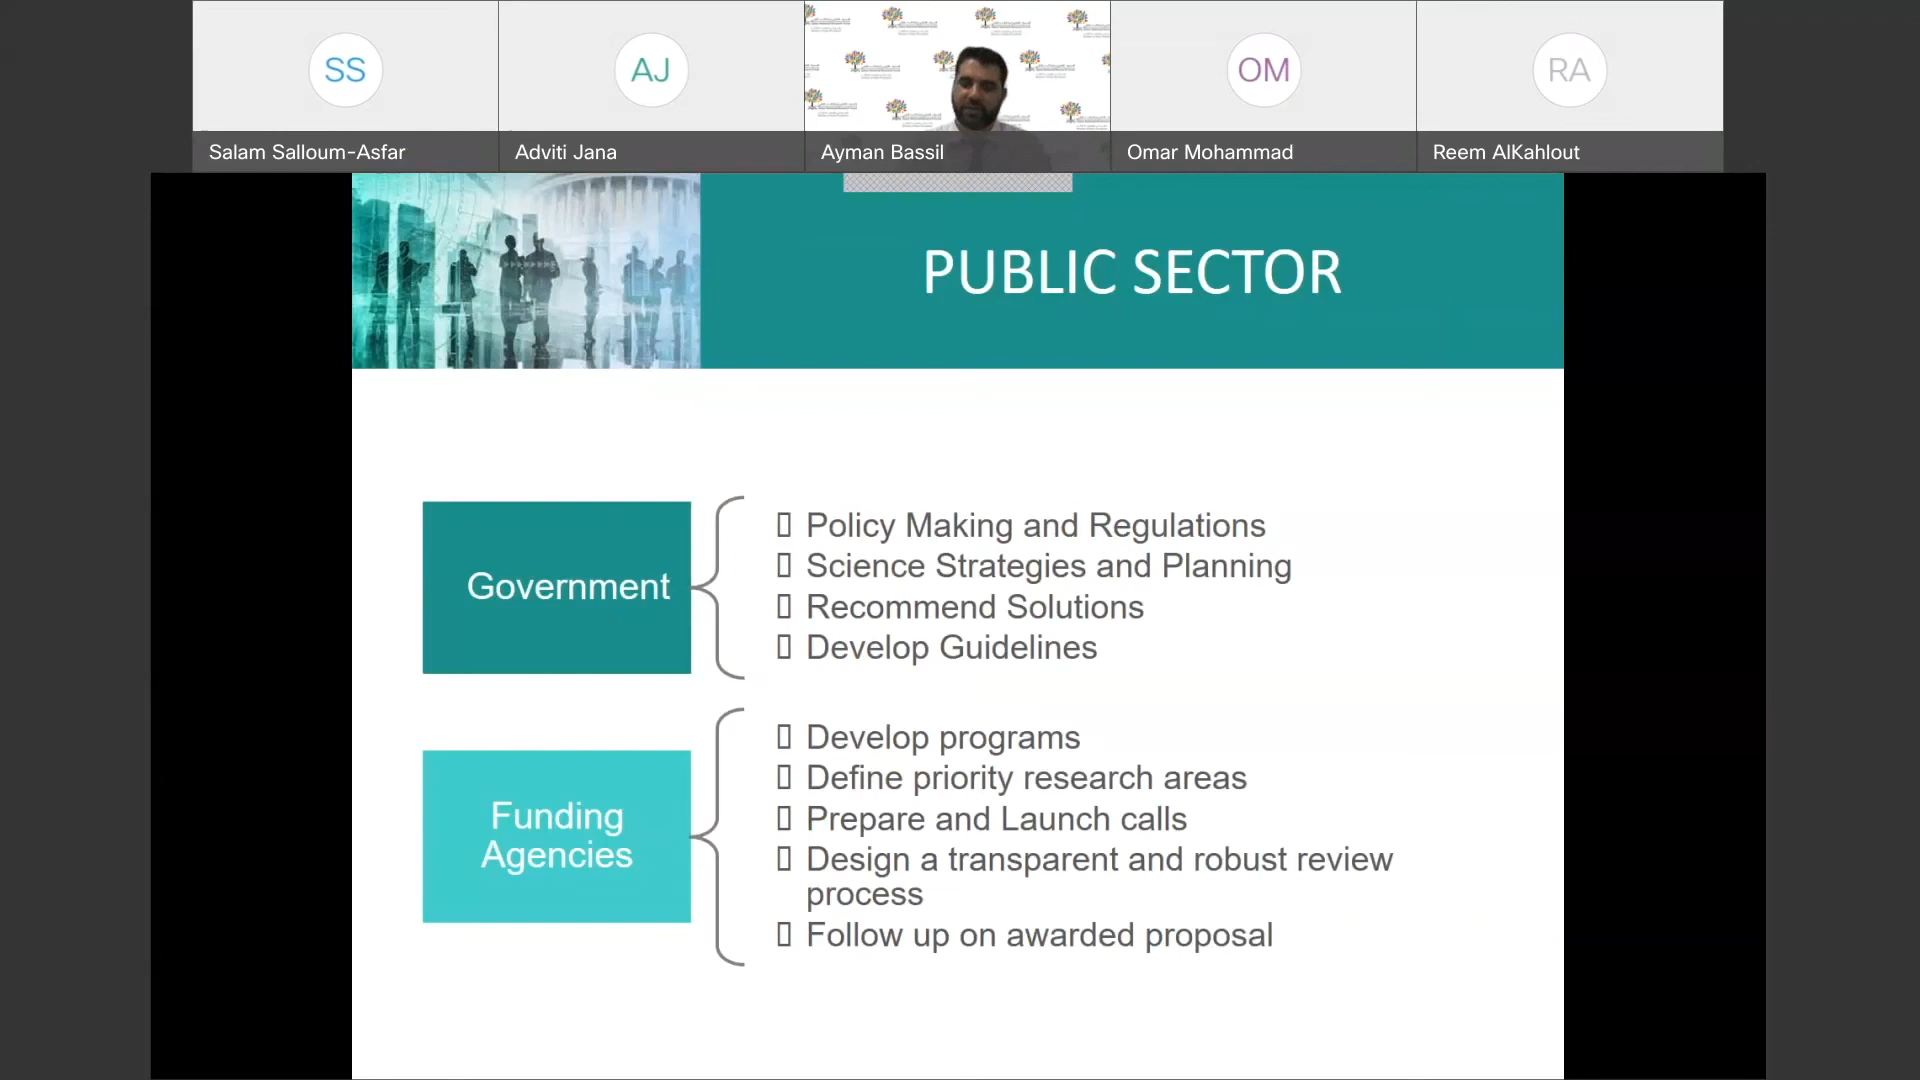 SS
AJ
OM
RA
Salam Salloum-Asfar
Adviti Jana
Ayman Bassil
Omar Mohammad
Reem AlKahlout
PUBLIC SECTOR
Government
Policy Making and Regulations
Science Strategies and Planning
Recommend Solutions
Develop Guidelines
Funding
Agencies
Develop programs
Define priority research areas
Prepare and Launch calls
Design a transparent and robust review
process
Follow up on awarded proposal